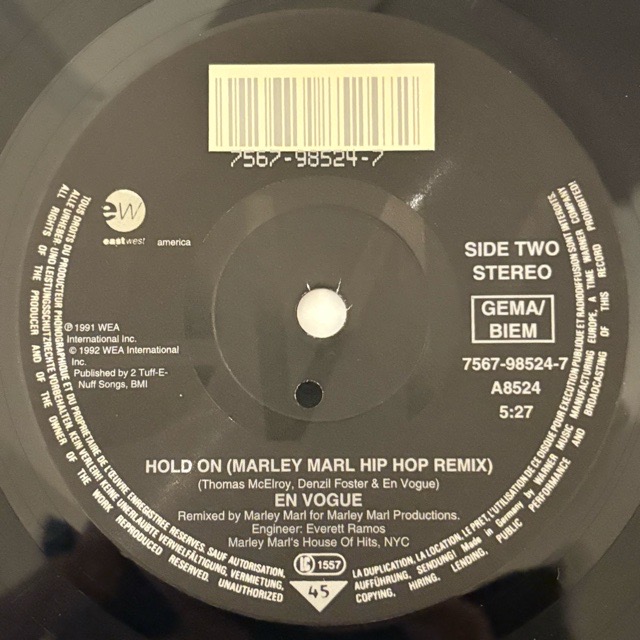 7567-98524-7
ew
eastwest america
SIDE TWO
STEREO
GEMA/
BIEM
7567-98524-7
A8524
5:27
℗ 1991 WEA
International Inc.
© 1992 WEA International
Inc.
Published by 2 Tuff-E-
Nuff Songs, BMI
HOLD ON (MARLEY MARL HIP HOP REMIX)
(Thomas McElroy, Denzil Foster & En Vogue)
EN VOGUE
Remixed by Marley Marl for Marley Marl Productions.
Engineer: Everett Ramos
Marley Marl's House Of Hits, NYC
LC 1557
45
TOUS DROITS DU PRODUCTEUR PHONOGRAPHIQUE ET DU PROPRIETAIRE DE L'ŒUVRE ENREGISTREE RESERVES. SAUF AUTORISATION, LA DUPLICATION, LA LOCATION, LE PRET, L'UTILISATION DE CE DISQUE POUR EXECUTION PUBLIQUE ET RADIODIFFUSION SONT INTERDITS.
ALLE URHEBER- UND LEISTUNGSSCHUTZRECHTE VORBEHALTEN. KEIN VERLEIH! KEINE UNERLAUBTE VERVIELFÄLTIGUNG, VERMIETUNG, AUFFÜHRUNG, SENDUNG! Made in Germany by WARNER MUSIC MANUFACTURING EUROPE, A TIME WARNER COMPANY
ALL RIGHTS OF THE PRODUCER AND OF THE OWNER OF THE WORK REPRODUCED RESERVED. UNAUTHORIZED COPYING, HIRING, LENDING, PUBLIC PERFORMANCE AND BROADCASTING OF THIS RECORD PROHIBITED!